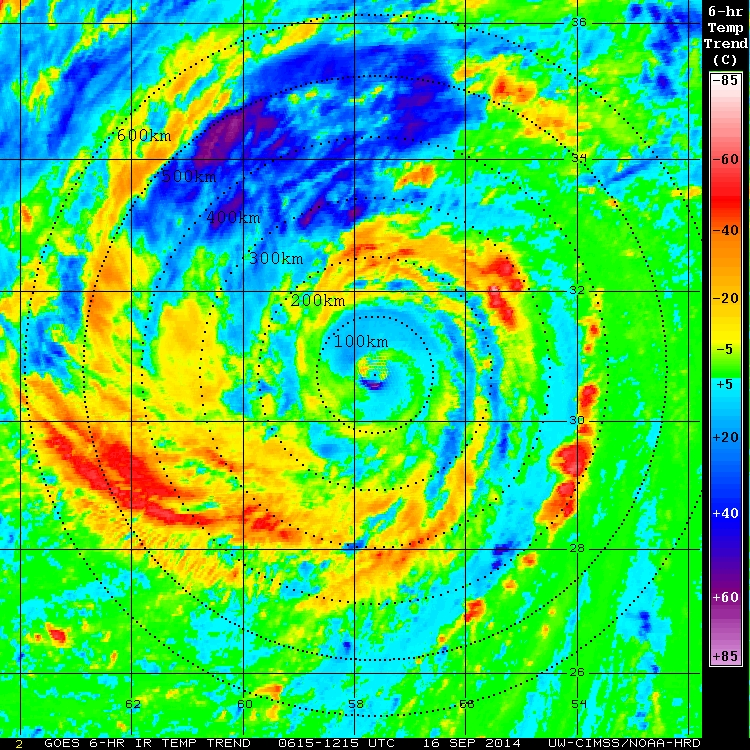 6-hr
Temp
Trend
(C)
-85
-60
-40
-20
-5
+5
+20
+40
+60
+85
36
34
32
30
28
26
600km
500km
400km
300km
200km
100km
62 60 58 56 54
2 GOES 6-HR IR TEMP TREND 0615-1215 UTC 16 SEP 2014 UW-CIMSS/NOAA-HRD